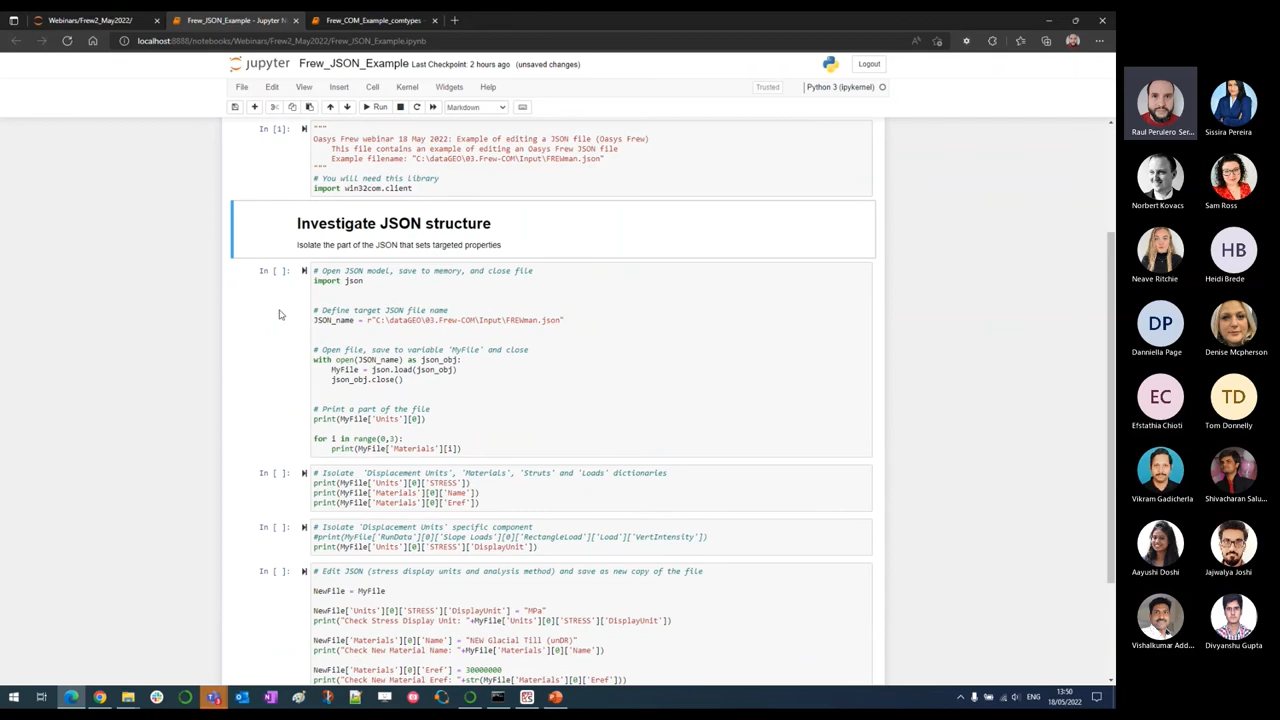 Webinars/Frew2_May2022/
Frew_JSON_Example - Jupyter N
Frew_COM_Example_comtypes
localhost:8888/notebooks/Webinars/Frew2_May2022/Frew_JSON_Example.ipynb
jupyter Frew_JSON_Example Last Checkpoint: 2 hours ago (unsaved changes)
Logout
File Edit View Insert Cell Kernel Widgets Help
Trusted Python 3 (ipykernel)
Run Markdown
In [1]: """
Oasys Frew webinar 18 May 2022: Example of editing a JSON file (Oasys Frew)
This file contains an example of editing an Oasys Frew JSON file
Example filename: "C:\dataGEO\03.Frew-COM\Input\FREWman.json"
"""
# You will need this library
import win32com.client
Investigate JSON structure
Isolate the part of the JSON that sets targeted properties
In [ ]: # Open JSON model, save to memory, and close file
import json
# Define target JSON file name
JSON_name = r"C:\dataGEO\03.Frew-COM\Input\FREWman.json"
# Open file, save to variable 'MyFile' and close
with open(JSON_name) as json_obj:
MyFile = json.load(json_obj)
json_obj.close()
# Print a part of the file
print(MyFile['Units'][0])
for i in range(0,3):
print(MyFile['Materials'][i])
In [ ]: # Isolate 'Displacement Units', 'Materials', 'Struts' and 'Loads' dictionaries
print(MyFile['Units'][0]['STRESS'])
print(MyFile['Materials'][0]['Name'])
print(MyFile['Materials'][0]['Eref'])
In [ ]: # Isolate 'Displacement Units' specific component
#print(MyFile['RunData'][0]['Slope Loads'][0]['RectangleLoad']['Load']['VertIntensity'])
print(MyFile['Units'][0]['STRESS']['DisplayUnit'])
In [ ]: # Edit JSON (stress display units and analysis method) and save as new copy of the file
NewFile = MyFile
NewFile['Units'][0]['STRESS']['DisplayUnit'] = "MPa"
print("Check Stress Display Unit: "+MyFile['Units'][0]['STRESS']['DisplayUnit'])
NewFile['Materials'][0]['Name'] = "NEW Glacial Till (unDR)"
print("Check New Material Name: "+MyFile['Materials'][0]['Name'])
NewFile['Materials'][0]['Eref'] = 30000000
print("Check New Material Eref: "+str(MyFile['Materials'][0]['Eref']))
Raul Perulero Ser...
Sissira Pereira
Norbert Kovacs
Sam Ross
Neave Ritchie
HB
Heidi Brede
DP
Danniella Page
Denise Mcpherson
EC
Efstathia Chioti
TD
Tom Donnelly
Vikram Gadicherla
Shivacharan Salu...
Aayushi Doshi
Jajwalya Joshi
Vishalkumar Add...
Divyanshu Gupta
ENG
13:50
18/05/2022